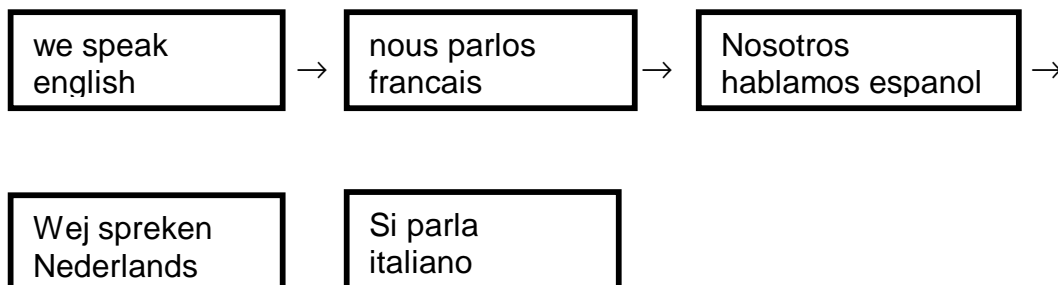 we speak
english
→
nous parlos
francais
→
Nosotros
hablamos espanol
→
Wej spreken
Nederlands
Si parla
italiano